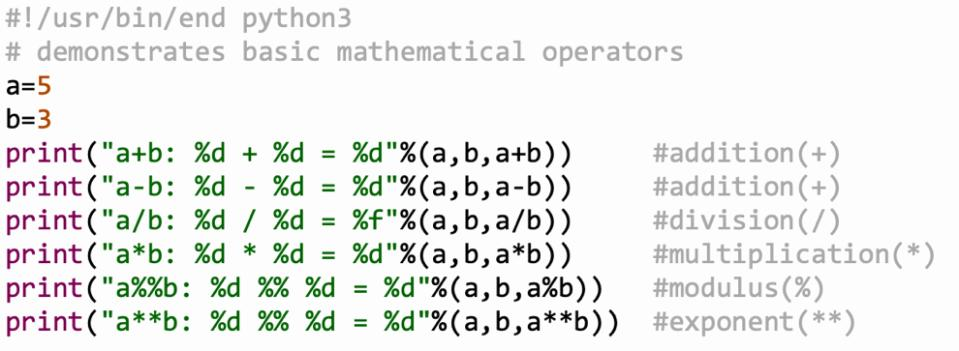 #!/usr/bin/end python3
# demonstrates basic mathematical operators
a=5
b=3
print("a+b: %d + %d = %d"%(a,b,a+b)) #addition(+)
print("a-b: %d - %d = %d"%(a,b,a-b)) #addition(+)
print("a/b: %d / %d = %f"%(a,b,a/b)) #division(/)
print("a*b: %d * %d = %d"%(a,b,a*b)) #multiplication(*)
print("a%%b: %d %% %d = %d"%(a,b,a%b)) #modulus(%)
print("a**b: %d %% %d = %d"%(a,b,a**b)) #exponent(**)